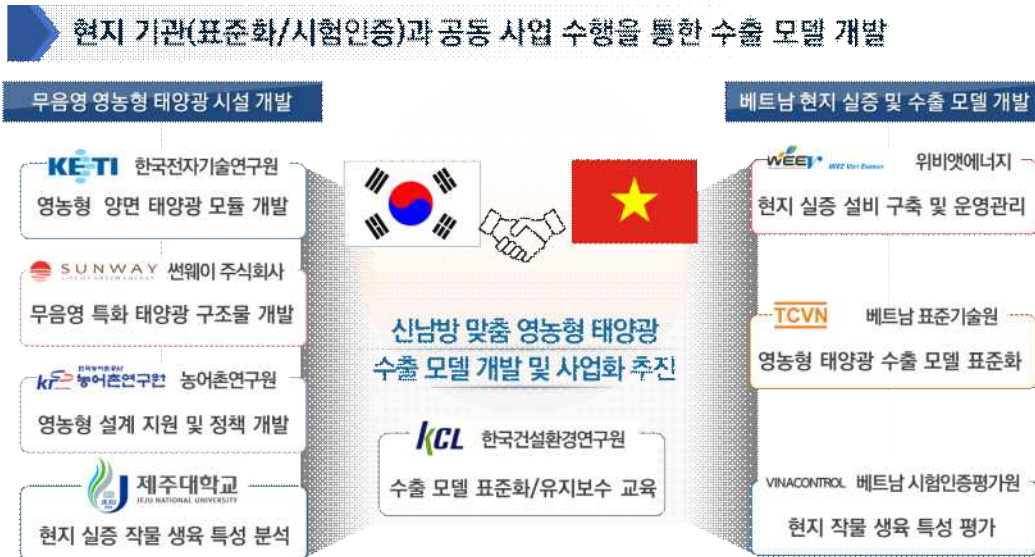 현지 기관(표준화/시험인증)과 공동 사업 수행을 통한 수출 모델 개발
무음영 영농형 태양광 시설 개발
KETI 한국전자기술연구원
영농형 양면 태양광 모듈 개발
SUNWAY 썬웨이 주식회사
무음영 특화 태양광 구조물 개발
농어촌연구원 농어촌연구원
영농형 설계 지원 및 정책 개발
제주대학교
JEJU NATIONAL UNIVERSITY
현지 실증 작물 생육 특성 분석
신남방 맞춤 영농형 태양광
수출 모델 개발 및 사업화 추진
KCL 한국건설환경연구원
수출 모델 표준화/유지보수 교육
베트남 현지 실증 및 수출 모델 개발
WEEV WEE VIET ENERGY 위비앳에너지
현지 실증 설비 구축 및 운영관리
TCVN 베트남 표준기술원
영농형 태양광 수출 모델 표준화
VINACONTROL 베트남 시험인증평가원
현지 작물 생육 특성 평가